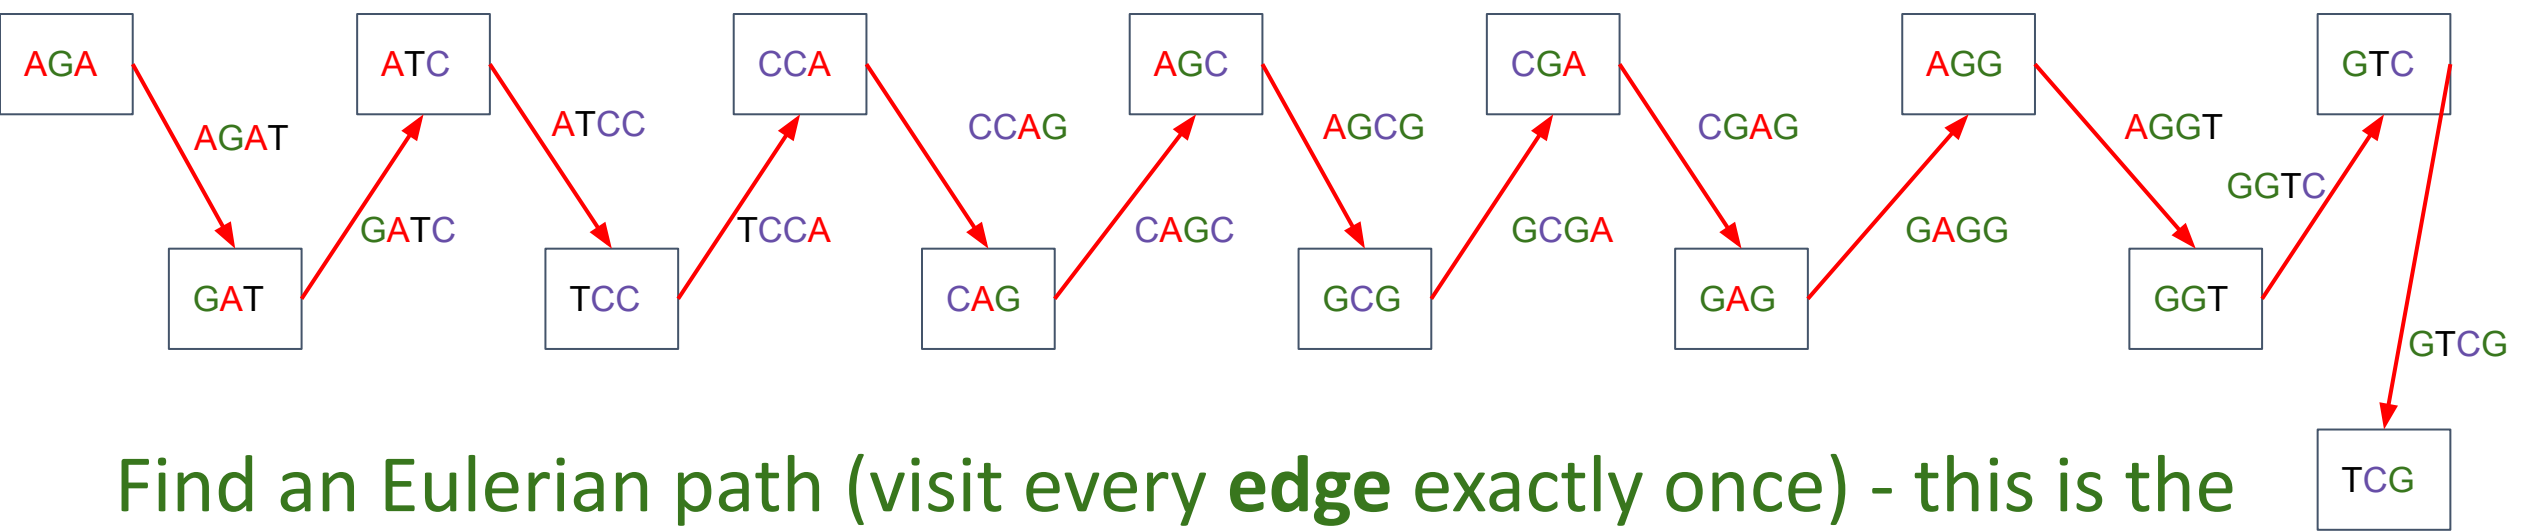 AGA
ATC
CCA
AGC
CGA
AGG
GTC
AGAT
ATCC
CCAG
AGCG
CGAG
AGGT
GGTC
GATC
TCCA
CAGC
GCGA
GAGG
GAT
TCC
CAG
GCG
GAG
GGT
GTCG
TCG
Find an Eulerian path (visit every edge exactly once) - this is the